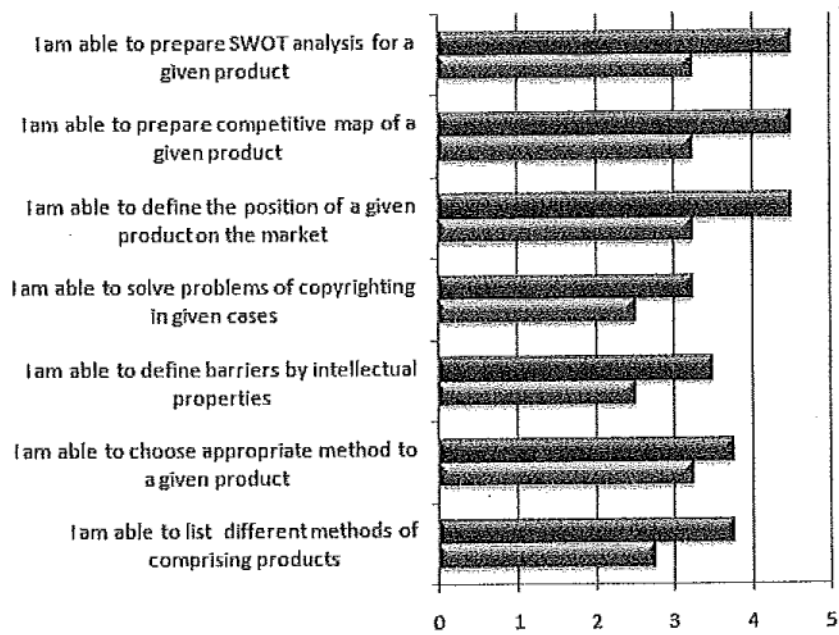 I am able to prepare SWOT analysis for a
given product
I am able to prepare competitive map of a
given product
I am able to define the position of a given
product on the market
I am able to solve problems of copyrighting
in given cases
I am able to define barriers by intellectual
properties
I am able to choose appropriate method to
a given product
I am able to list different methods of
comprising products
0 1 2 3 4 5